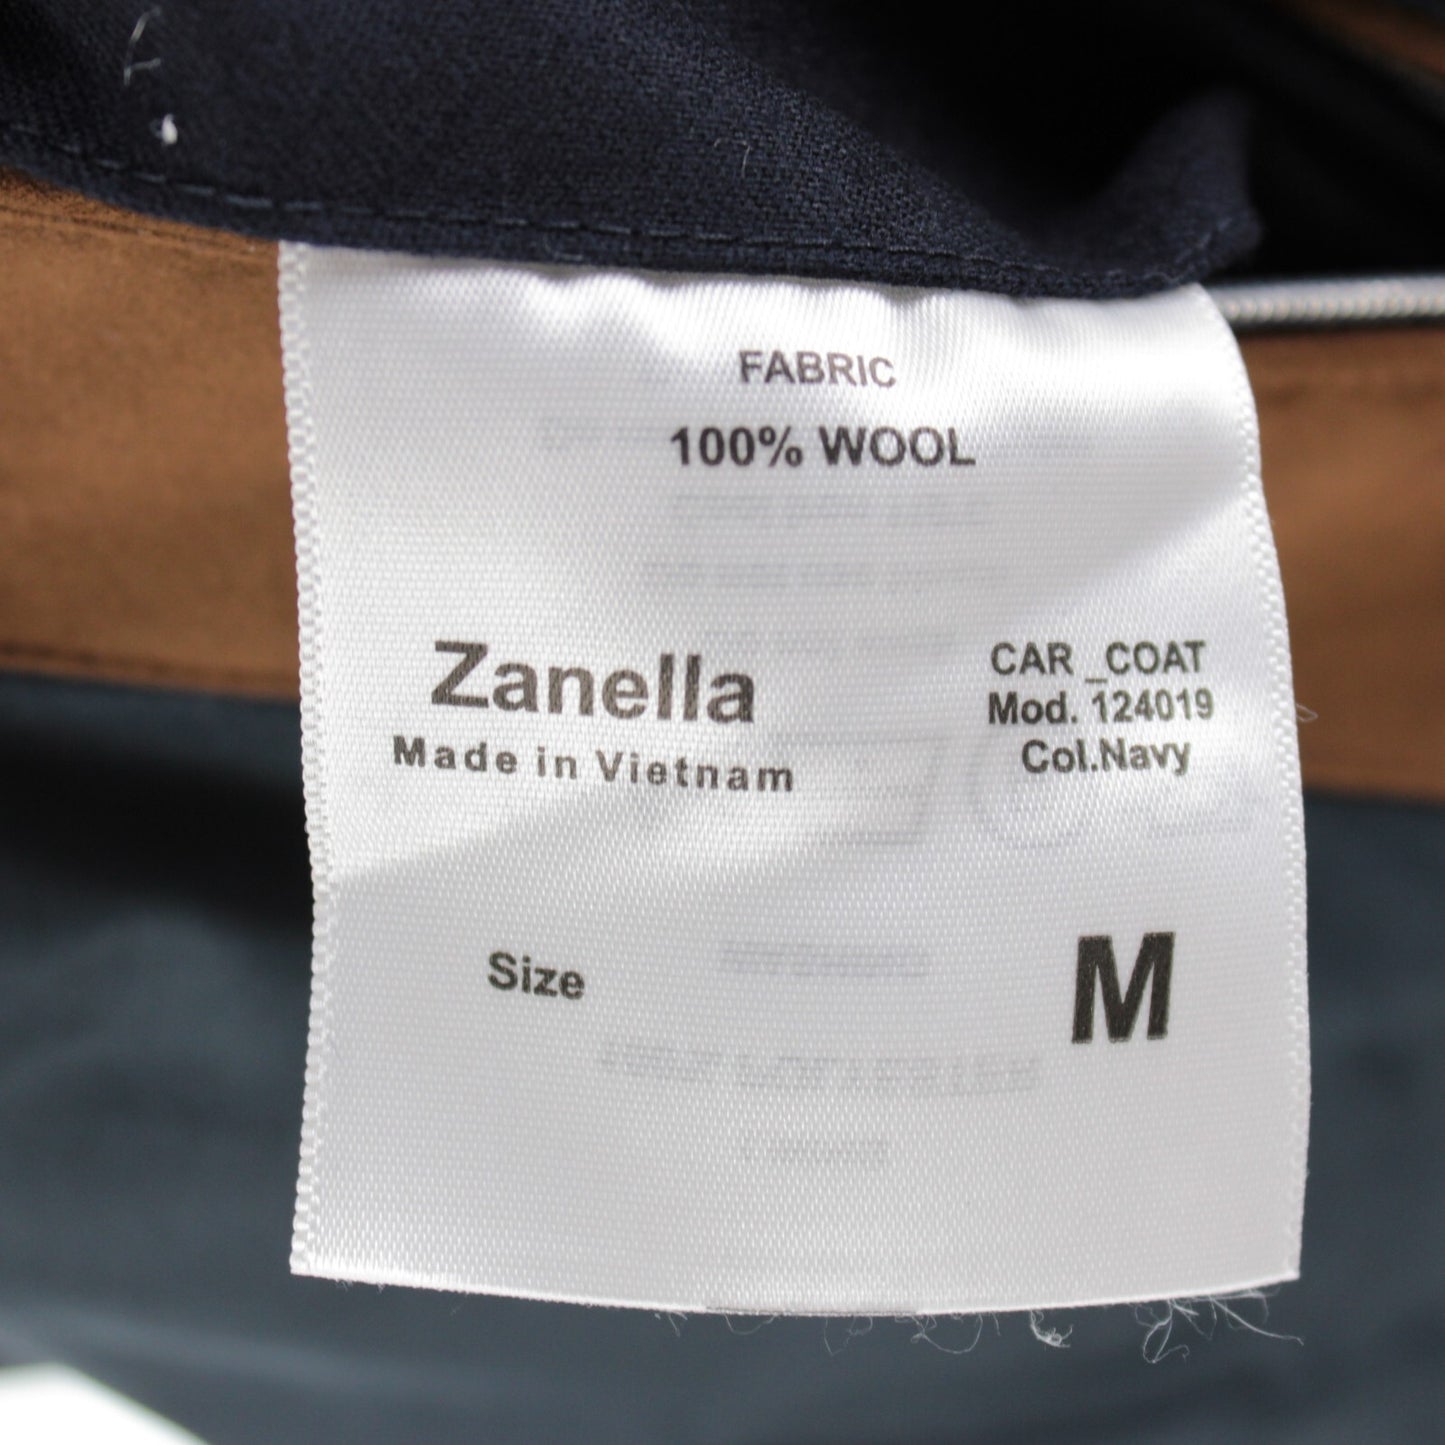 FABRIC
100% WOOL
Zanella
Made in Vietnam
CAR _COAT
Mod. 124019
Col.Navy
Size
M